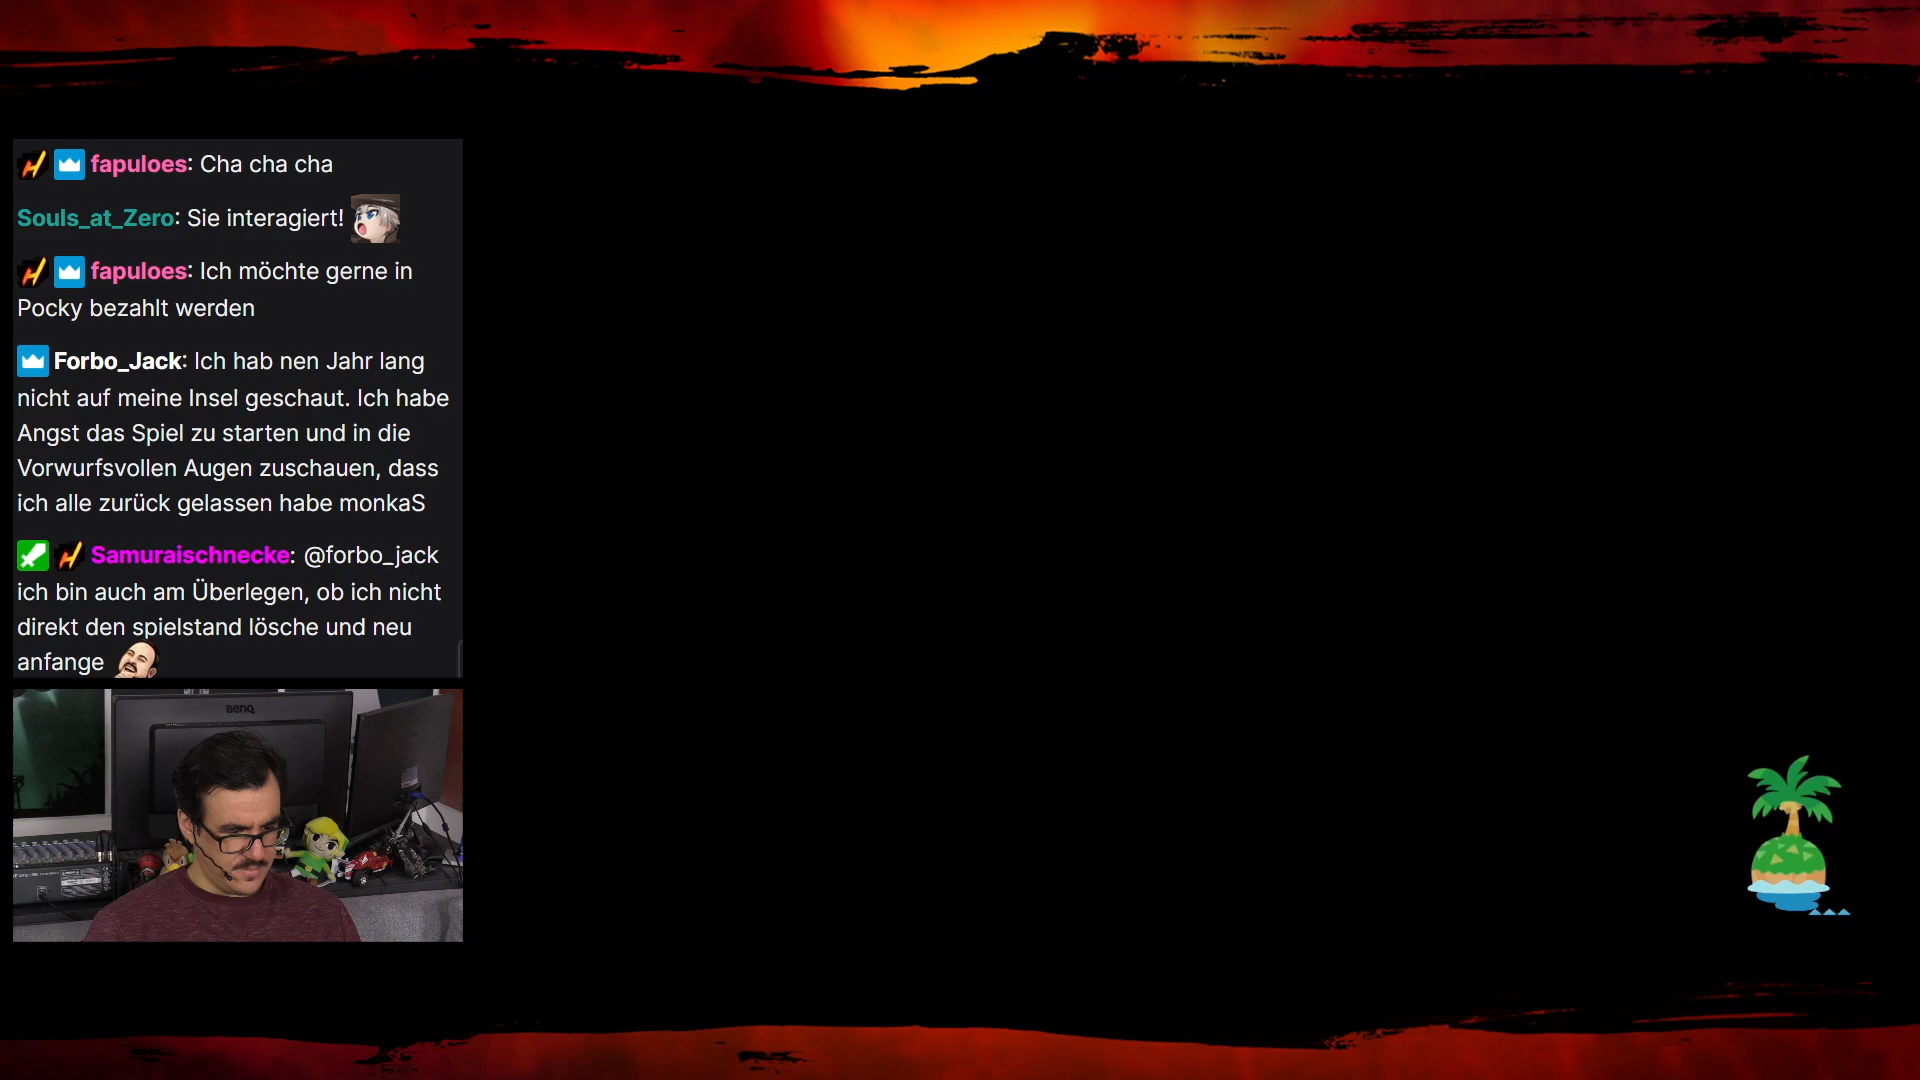 fapuloes: Cha cha cha
Souls_at_Zero: Sie interagiert!
fapuloes: Ich möchte gerne in
Pocky bezahlt werden
Forbo_Jack: Ich hab nen Jahr lang
nicht auf meine Insel geschaut. Ich habe
Angst das Spiel zu starten und in die
Vorwurfsvollen Augen zuschauen, dass
ich alle zurück gelassen habe monkaS
Samuraischnecke: @forbo_jack
ich bin auch am Überlegen, ob ich nicht
direkt den spielstand lösche und neu
anfange
BenQ